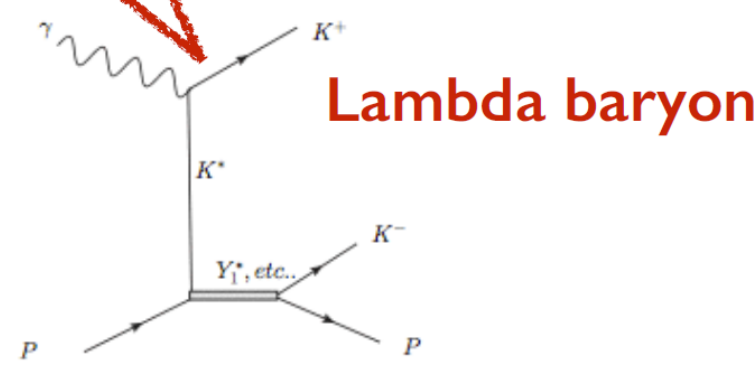 γ
K⁺
Lambda baryon
K*
K⁻
Y₁*, etc..
P
P